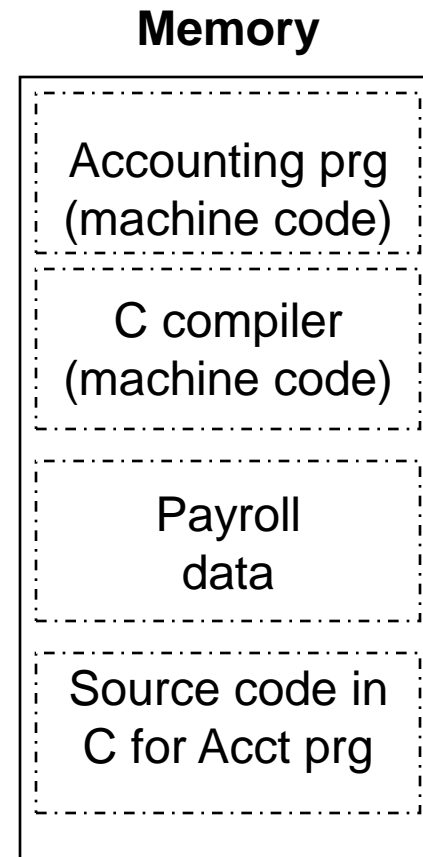 Memory
Accounting prg
(machine code)
C compiler
(machine code)
Payroll
data
Source code in
C for Acct prg